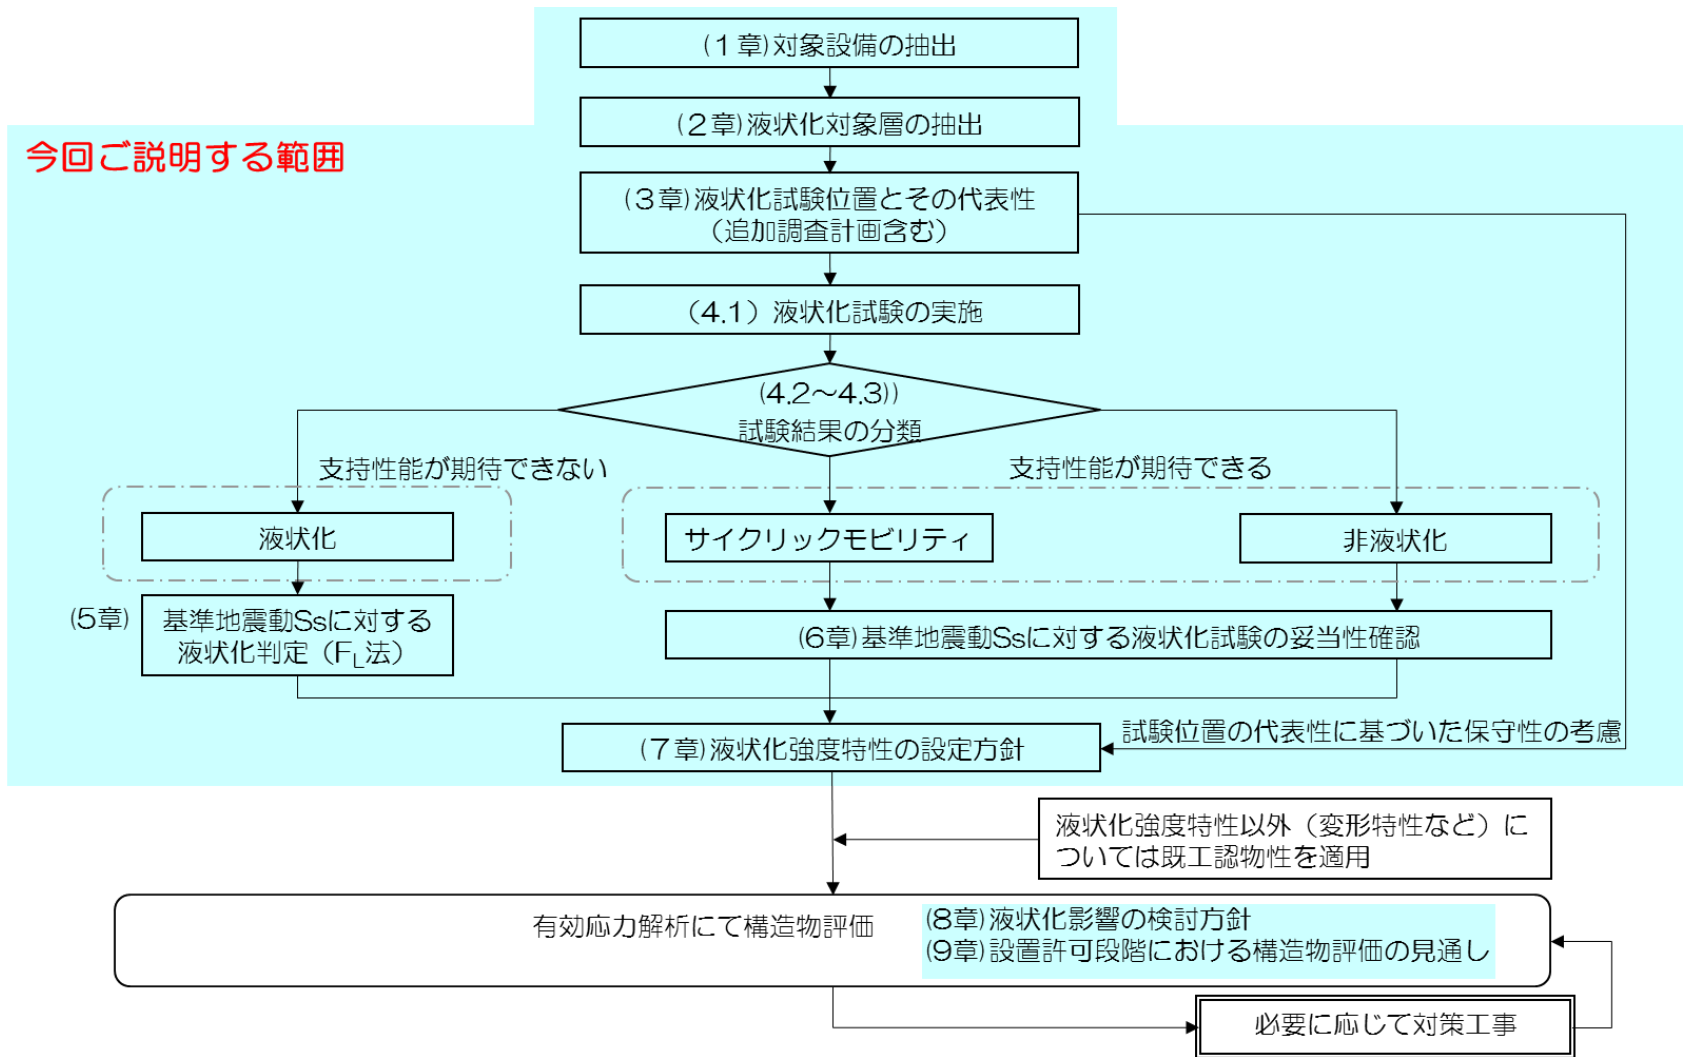 (1章)対象設備の抽出
(2章)液状化対象層の抽出
今回ご説明する範囲
(3章)液状化試験位置とその代表性
（追加調査計画含む）
（4.1）液状化試験の実施
(4.2～4.3))
試験結果の分類
支持性能が期待できない
支持性能が期待できる
液状化
サイクリックモビリティ
非液状化
(5章)
基準地震動Ssに対する
液状化判定（FL法）
(6章)基準地震動Ssに対する液状化試験の妥当性確認
(7章)液状化強度特性の設定方針
試験位置の代表性に基づいた保守性の考慮
液状化強度特性以外（変形特性など）に
ついては既工認物性を適用
有効応力解析にて構造物評価
(8章)液状化影響の検討方針
(9章)設置許可段階における構造物評価の見通し
必要に応じて対策工事